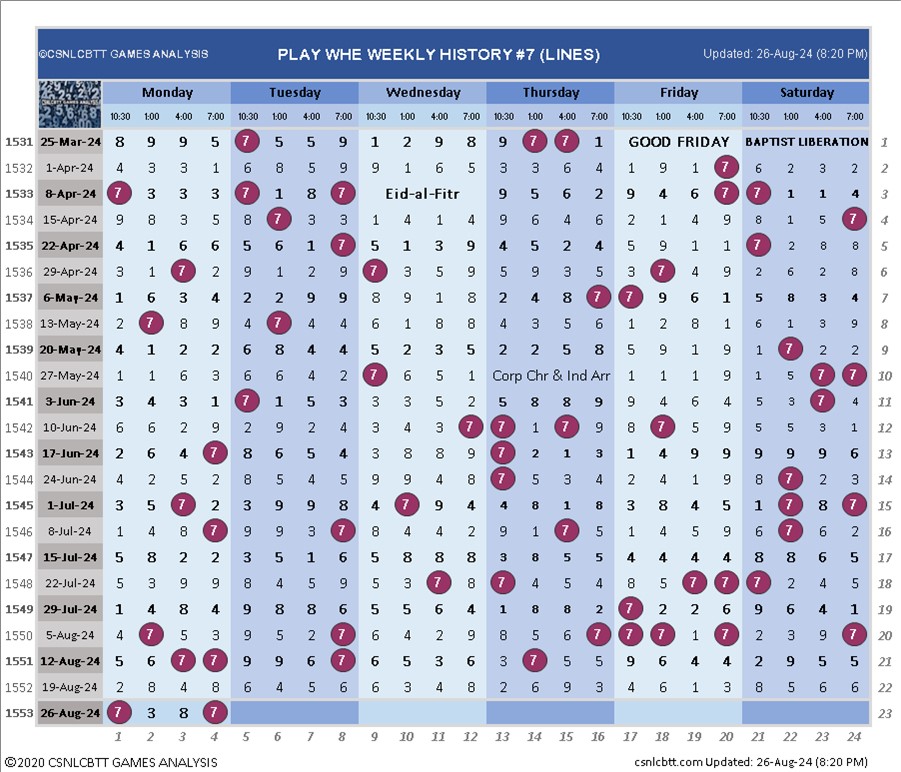 ©CSNLCBTT GAMES ANALYSIS PLAY WHE WEEKLY HISTORY #7 (LINES) Updated: 26-Aug-24 (8:20 PM)
Monday Tuesday Wednesday Thursday Friday Saturday
10:30 1:00 4:00 7:00 10:30 1:00 4:00 7:00 10:30 1:00 4:00 7:00 10:30 1:00 4:00 7:00 10:30 1:00 4:00 7:00 10:30 1:00 4:00 7:00
1531 25-Mar-24 8 9 9 5 7 5 5 9 1 2 9 8 9 7 7 1 GOOD FRIDAY BAPTIST LIBERATION 1
1532 1-Apr-24 4 3 3 1 6 8 5 9 9 1 6 5 3 3 6 4 1 9 1 7 6 2 3 2 2
1533 8-Apr-24 7 3 3 3 7 1 8 7 Eid-al-Fitr 9 5 6 2 9 4 6 7 7 1 1 4 3
1534 15-Apr-24 9 8 3 5 8 7 3 3 1 4 1 4 9 6 4 6 2 4 9 4 8 1 5 7 4
1535 22-Apr-24 4 1 6 6 5 6 1 7 5 1 3 9 4 5 2 4 5 9 1 1 7 2 8 8 5
1536 29-Apr-24 3 1 7 2 9 1 2 9 7 3 5 9 5 9 3 5 3 7 4 9 2 6 2 8 6
1537 6-May-24 1 6 3 4 2 2 9 9 8 9 1 8 2 4 8 7 7 9 6 1 5 8 3 4 7
1538 13-May-24 2 7 8 9 6 7 4 4 6 1 8 8 4 3 5 6 1 2 8 1 6 1 3 9 8
1539 20-May-24 4 1 2 2 6 8 4 4 5 2 3 5 2 2 5 8 5 9 1 9 1 7 2 2 9
1540 27-May-24 1 1 6 3 6 6 4 2 7 6 5 1 Corp Chr & Ind Arr 1 1 1 9 1 5 7 7 10
1541 3-Jun-24 3 4 3 1 7 1 5 3 3 3 5 2 5 8 8 9 9 4 6 4 5 3 7 4 11
1542 10-Jun-24 6 6 2 9 2 9 2 4 3 3 2 7 7 1 7 9 8 7 5 9 5 5 3 1 12
1543 17-Jun-24 2 6 4 7 8 6 5 4 3 8 8 9 7 2 1 3 1 4 9 9 9 9 9 6 13
1544 24-Jun-24 4 2 5 2 8 5 4 5 9 9 4 8 7 5 3 4 2 1 5 8 8 7 2 3 14
1545 1-Jul-24 3 5 7 2 3 9 9 8 4 7 9 4 4 8 1 8 3 8 4 5 1 7 8 7 15
1546 8-Jul-24 1 4 8 7 9 9 3 7 8 4 4 2 9 1 7 5 1 4 5 9 6 7 6 2 16
1547 15-Jul-24 5 8 2 2 3 5 1 6 5 8 8 8 3 8 5 5 4 4 4 4 8 8 6 5 17
1548 22-Jul-24 5 3 9 9 8 4 5 9 5 3 7 8 7 4 5 4 8 5 7 7 7 2 4 5 18
1549 29-Jul-24 1 4 8 4 9 8 8 6 5 5 6 4 1 8 8 2 7 2 2 6 9 6 4 1 19
1550 5-Aug-24 4 7 5 3 9 5 2 7 6 4 2 9 8 5 6 7 7 7 1 7 2 3 9 7 20
1551 12-Aug-24 5 6 7 7 9 9 6 7 6 5 3 6 3 7 5 5 9 6 4 4 2 9 5 5 21
1552 19-Aug-24 2 8 4 8 6 4 5 6 6 3 4 8 2 6 9 3 4 6 1 3 8 5 6 6 22
1553 26-Aug-24 7 3 8 7 23
1 2 3 4 5 6 7 8 9 10 11 12 13 14 15 16 17 18 19 20 21 22 23 24
©2020 CSNLCBTT GAMES ANALYSIS csnlcbtt.com Updated: 26-Aug-24 (8:20 PM)